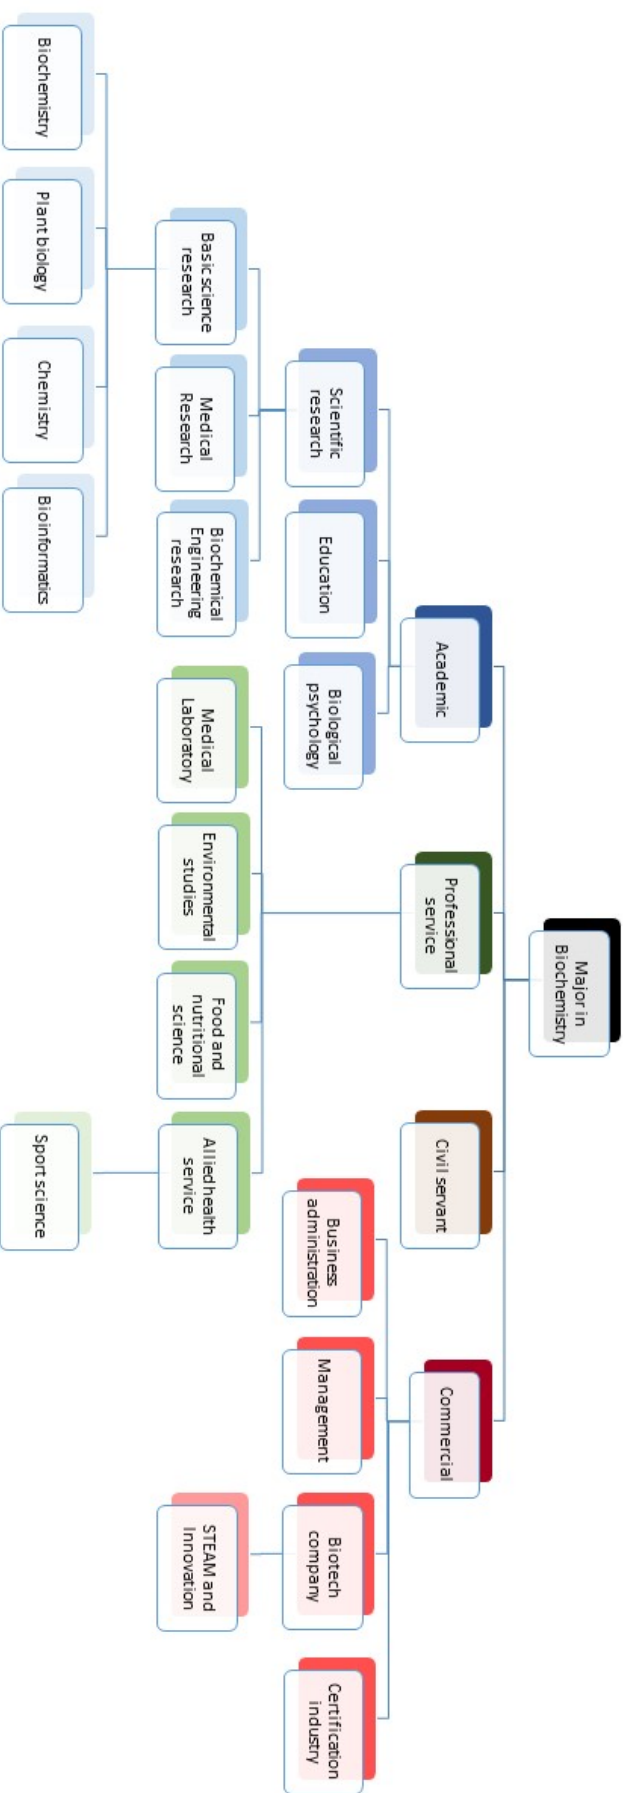 Major in
Biochemistry
Academic
Professional
service
Civil servant
Commercial
Scientific
research
Education
Biological
psychology
Business
administration
Management
Biotech
company
Certification
industry
Basic science
research
Medical
Research
Biochemical
Engineering
research
Medical
Laboratory
Environmental
studies
Food and
nutritional
science
Allied health
service
STEAM and
Innovation
Biochemistry
Plant biology
Chemistry
Bioinformatics
Sport science